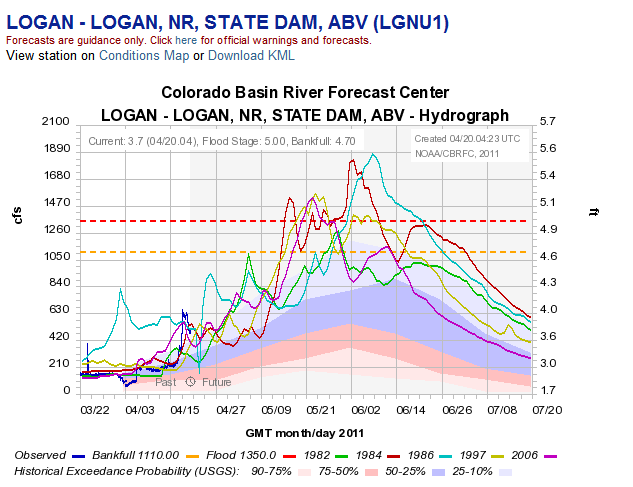 LOGAN - LOGAN, NR, STATE DAM, ABV (LGNU1)
Forecasts are guidance only. Click here for official warnings and forecasts.
View station on Conditions Map or Download KML
Colorado Basin River Forecast Center
LOGAN - LOGAN, NR, STATE DAM, ABV - Hydrograph
2100 5.7
Current: 3.7 (04/20.04), Flood Stage: 5.00, Bankfull: 4.70
Created 04/20.04:23 UTC
NOAA/CBRFC, 2011
1890 5.6
1680 5.4
1470 5.1
1260 4.9
1050 4.6
840 4.3
630 4.0
420 3.6
210 3.1
0 1.7
cfs
ft
Past Future
03/22 04/03 04/15 04/27 05/09 05/21 06/02 06/14 06/26 07/08 07/20
GMT month/day 2011
Observed Bankfull 1110.00 Flood 1350.0 1982 1984 1986 1997 2006
Historical Exceedance Probability (USGS): 90-75% 75-50% 50-25% 25-10%